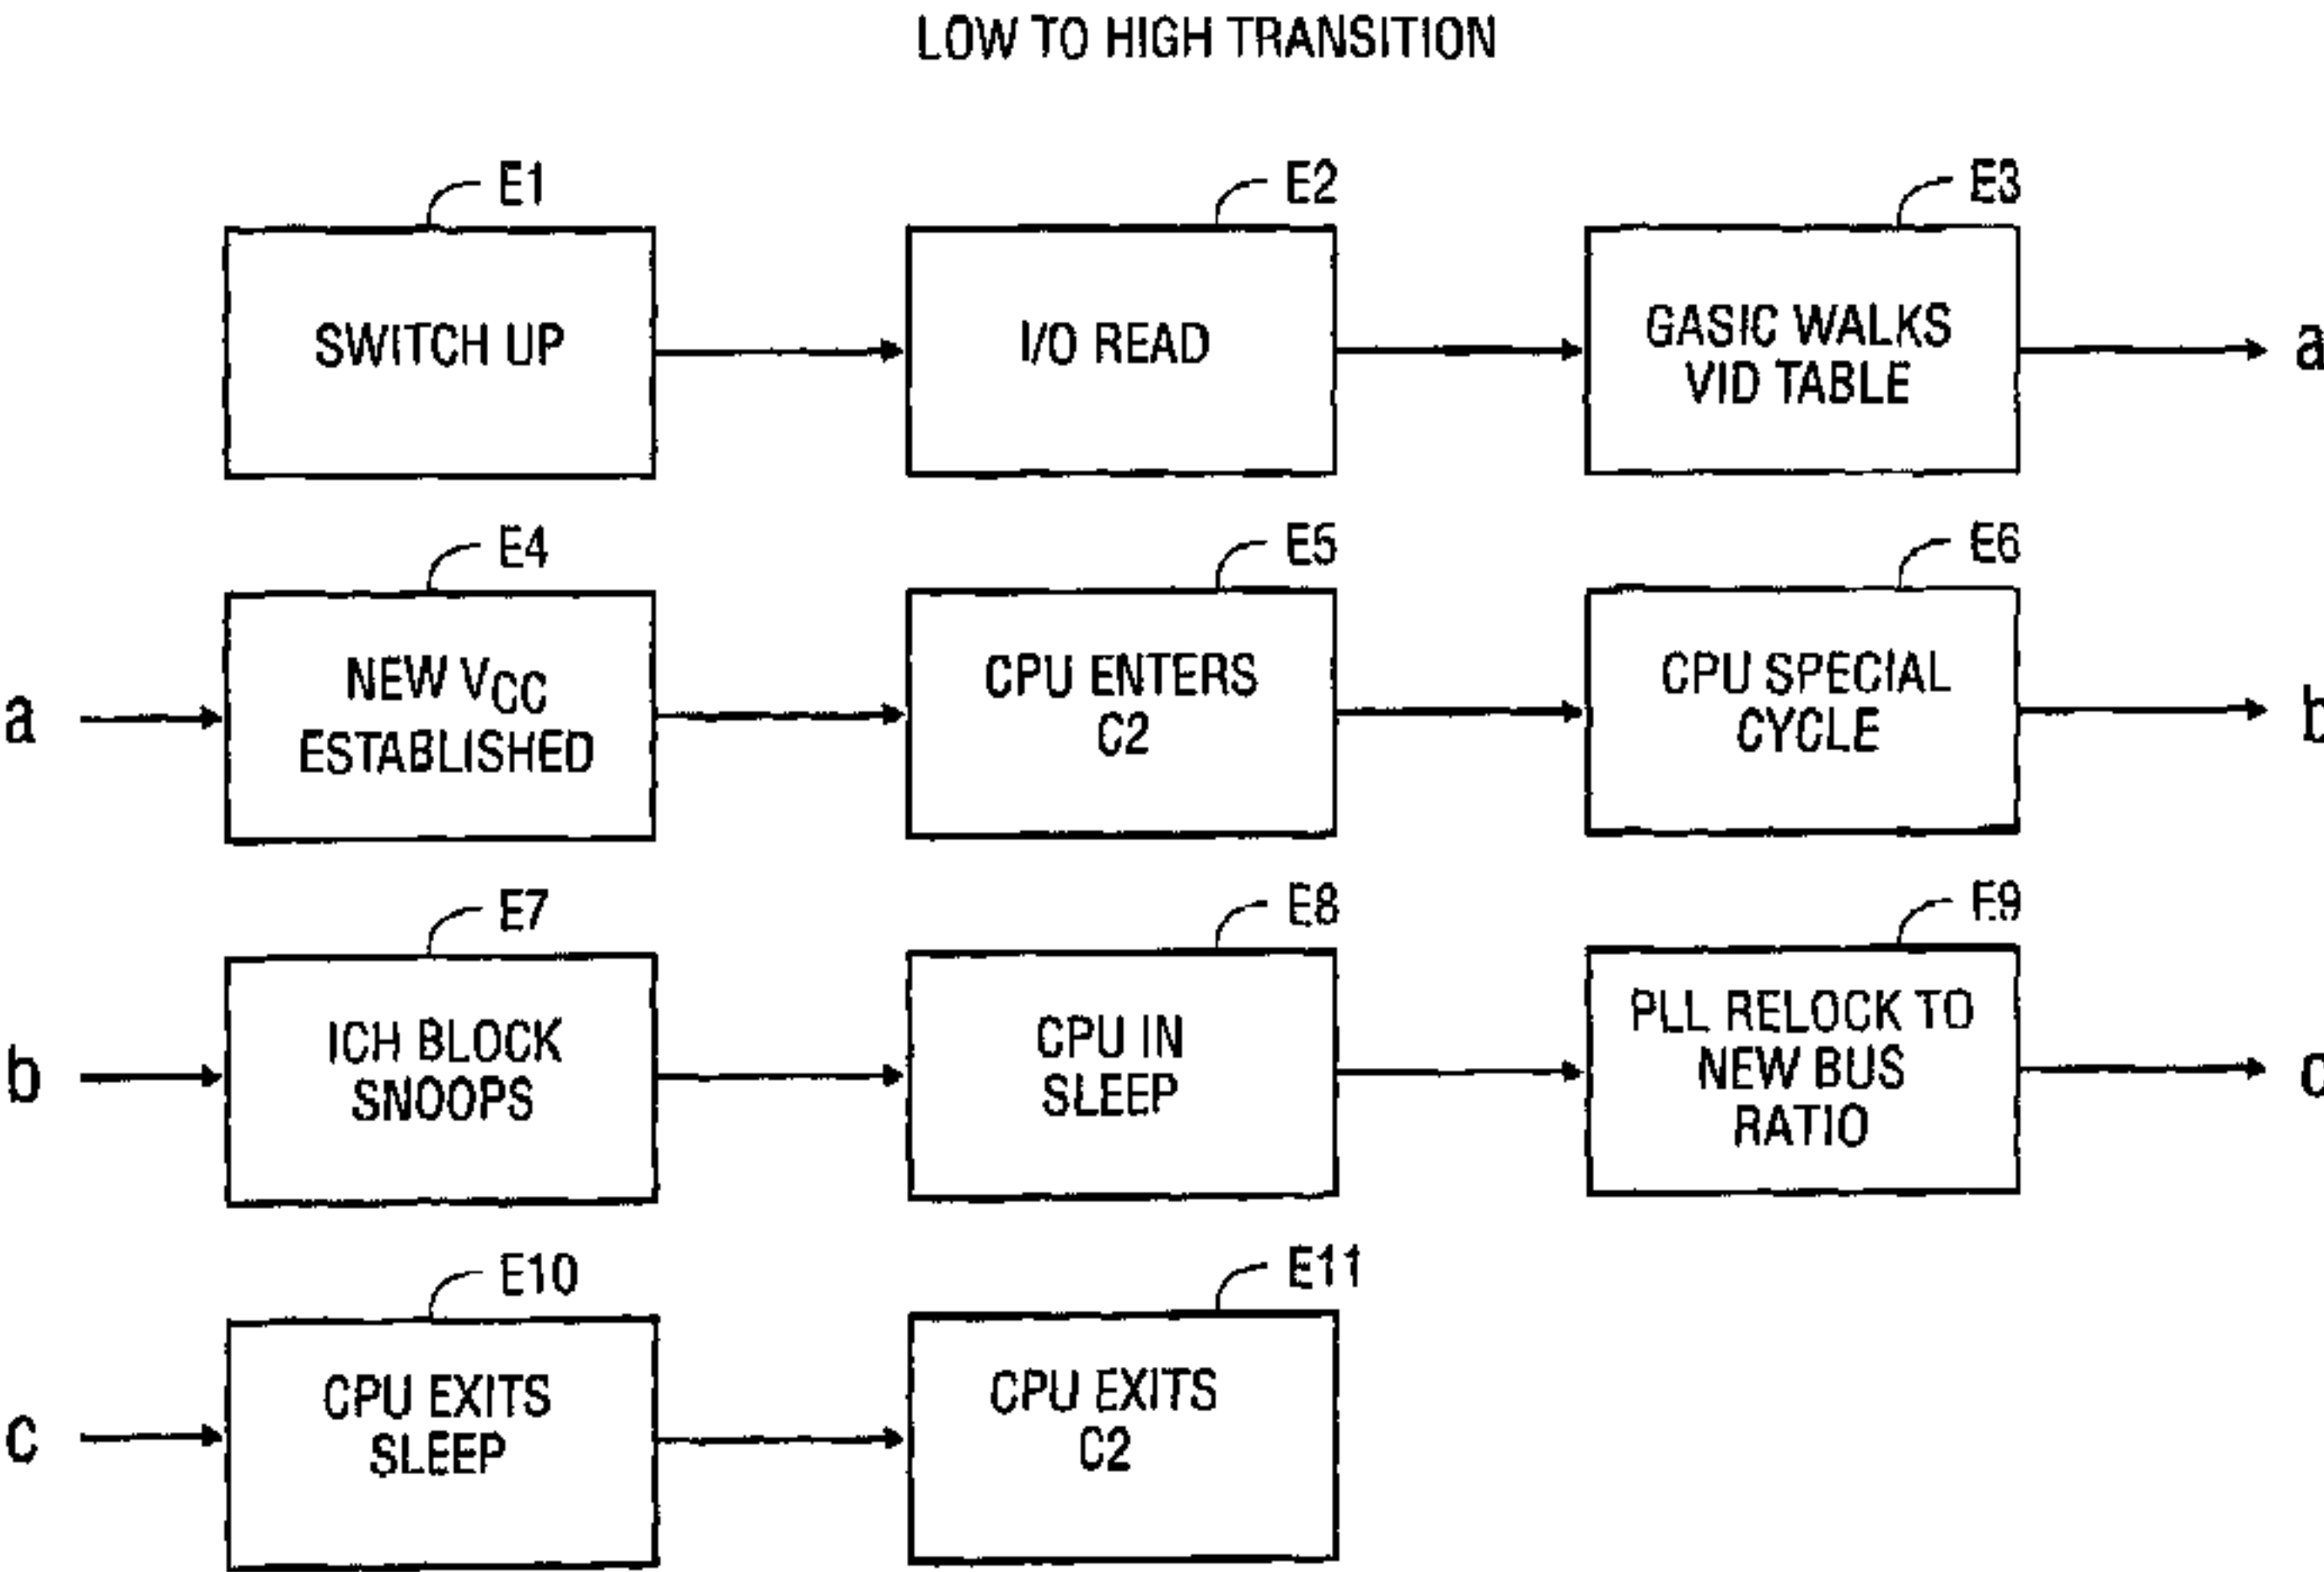 LOW TO HIGH TRANSITION
E1
E2
E3
SWITCH UP
I/O READ
GASIC WALKS
VID TABLE
a
E4
E5
E6
a
NEW VCC
ESTABLISHED
CPU ENTERS
C2
CPU SPECIAL
CYCLE
b
E7
E8
E9
b
ICH BLOCK
SNOOPS
CPU IN
SLEEP
PLL RELOCK TO
NEW BUS
RATIO
c
E10
E11
c
CPU EXITS
SLEEP
CPU EXITS
C2